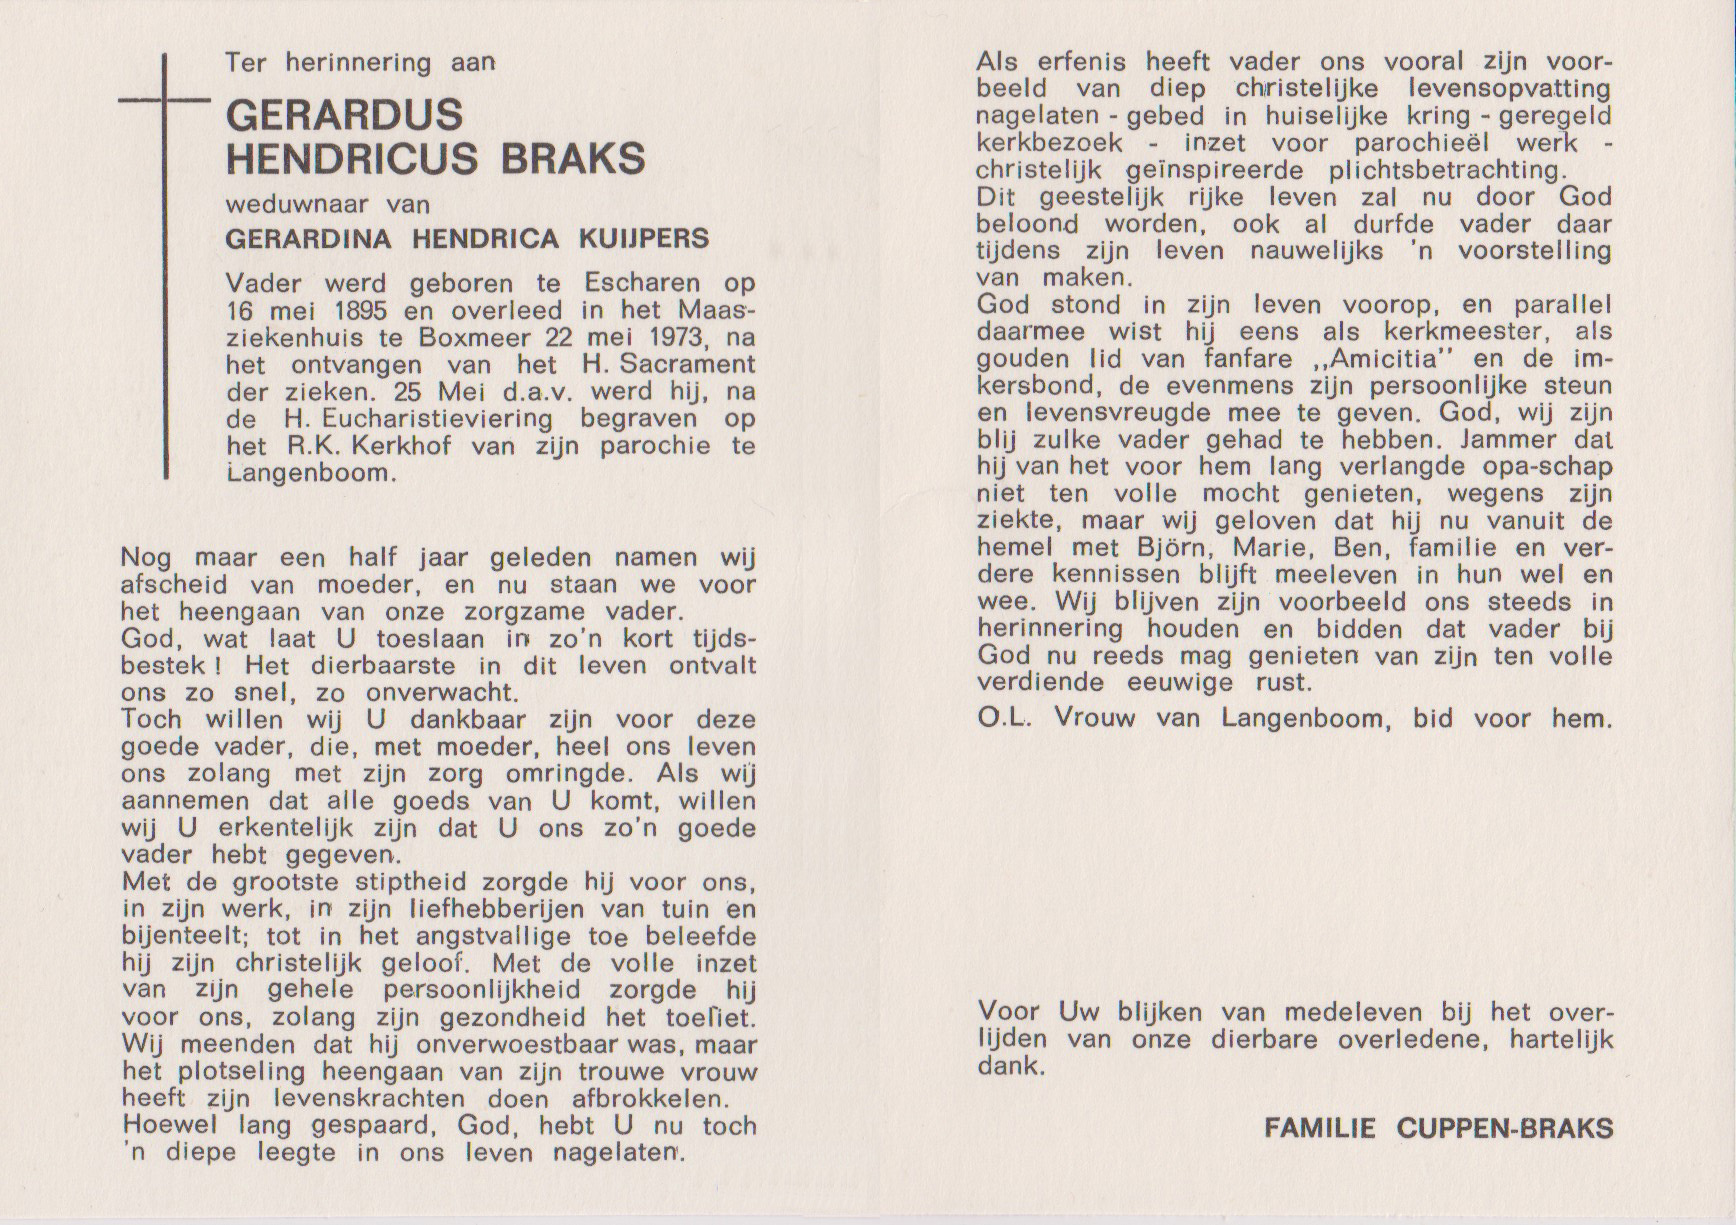 Ter herinnering aan
GERARDUS
HENDRICUS BRAKS
weduwnaar van
GERARDINA HENDRICA KUIJPERS
Vader werd geboren te Escharen op
16 mei 1895 en overleed in het Maas-
ziekenhuis te Boxmeer 22 mei 1973, na
het ontvangen van het H. Sacrament
der zieken. 25 Mei d.a.v. werd hij, na
de H. Eucharistieviering begraven op
het R.K. Kerkhof van zijn parochie te
Langenboom.
Nog maar een half jaar geleden namen wij
afscheid van moeder, en nu staan we voor
het heengaan van onze zorgzame vader.
God, wat laat U toeslaan in zo'n kort tijds-
bestek! Het dierbaarste in dit leven ontvalt
ons zo snel, zo onverwacht.
Toch willen wij U dankbaar zijn voor deze
goede vader, die, met moeder, heel ons leven
ons zolang met zijn zorg omringde. Als wij
aannemen dat alle goeds van U komt, willen
wij U erkentelijk zijn dat U ons zo'n goede
vader hebt gegeven.
Met de grootste stiptheid zorgde hij voor ons,
in zijn werk, in zijn liefhebberijen van tuin en
bijenteelt; tot in het angstvallige toe beleefde
hij zijn christelijk geloof. Met de volle inzet
van zijn gehele persoonlijkheid zorgde hij
voor ons, zolang zijn gezondheid het toeliet.
Wij meenden dat hij onverwoestbaar was, maar
het plotseling heengaan van zijn trouwe vrouw
heeft zijn levenskrachten doen afbrokkelen.
Hoewel lang gespaard, God, hebt U nu toch
'n diepe leegte in ons leven nagelaten.
Als erfenis heeft vader ons vooral zijn voor-
beeld van diep christelijke levensopvatting
nagelaten - gebed in huiselijke kring - geregeld
kerkbezoek - inzet voor parochieël werk -
christelijk geïnspireerde plichtsbetrachting.
Dit geestelijk rijke leven zal nu door God
beloond worden, ook al durfde vader daar
tijdens zijn leven nauwelijks 'n voorstelling
van maken.
God stond in zijn leven voorop, en parallel
daarmee wist hij eens als kerkmeester, als
gouden lid van fanfare ,,Amicitia'' en de im-
kersbond, de evenmens zijn persoonlijke steun
en levensvreugde mee te geven. God, wij zijn
blij zulke vader gehad te hebben. Jammer dat
hij van het voor hem lang verlangde opa-schap
niet ten volle mocht genieten, wegens zijn
ziekte, maar wij geloven dat hij nu vanuit de
hemel met Björn, Marie, Ben, familie en ver-
dere kennissen blijft meeleven in hun wel en
wee. Wij blijven zijn voorbeeld ons steeds in
herinnering houden en bidden dat vader bij
God nu reeds mag genieten van zijn ten volle
verdiende eeuwige rust.
O.L. Vrouw van Langenboom, bid voor hem.
Voor Uw blijken van medeleven bij het over-
lijden van onze dierbare overledene, hartelijk
dank.
FAMILIE CUPPEN-BRAKS